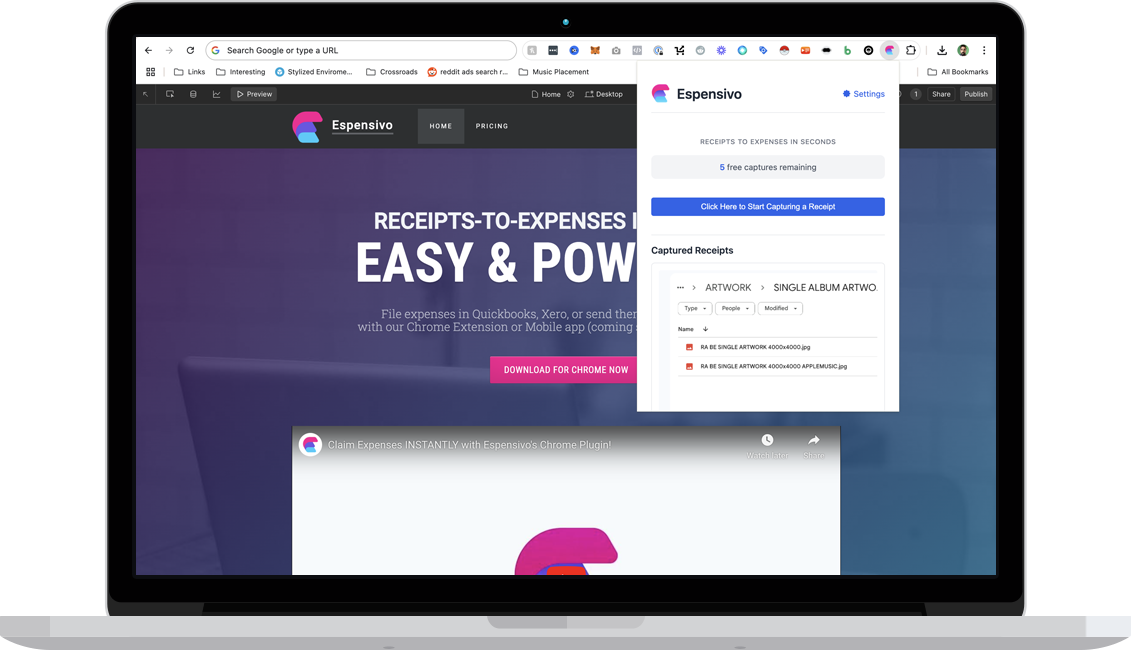 Search Google or type a URL
Links
Interesting
Stylized Envirome...
Crossroads
reddit ads search r...
Music Placement
All Bookmarks
Preview
Home
Desktop
1
Share
Publish
Espensivo
HOME
PRICING
RECEIPTS-TO-EXPENSES
EASY & POW
File expenses in Quickbooks, Xero, or send
with our Chrome Extension or Mobile app (coming
DOWNLOAD FOR CHROME NOW
Claim Expenses INSTANTLY with Espensivo's Chrome Plugin!
Watch later
Share
Espensivo
Settings
RECEIPTS TO EXPENSES IN SECONDS
5 free captures remaining
Click Here to Start Capturing a Receipt
Captured Receipts
... > ARTWORK > SINGLE ALBUM ARTWO
Type
People
Modified
Name
RA BE SINGLE ARTWORK 4000x4000.jpg
RA BE SINGLE ARTWORK 4000x4000 APPLEMUSIC.jpg